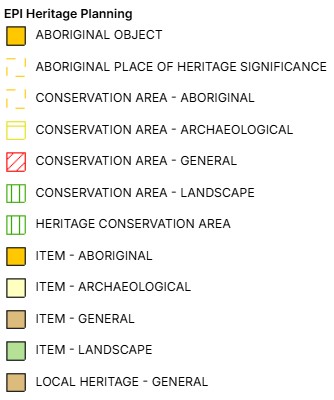 EPI Heritage Planning
ABORIGINAL OBJECT
ABORIGINAL PLACE OF HERITAGE SIGNIFICANCE
CONSERVATION AREA - ABORIGINAL
CONSERVATION AREA - ARCHAEOLOGICAL
CONSERVATION AREA - GENERAL
CONSERVATION AREA - LANDSCAPE
HERITAGE CONSERVATION AREA
ITEM - ABORIGINAL
ITEM - ARCHAEOLOGICAL
ITEM - GENERAL
ITEM - LANDSCAPE
LOCAL HERITAGE - GENERAL